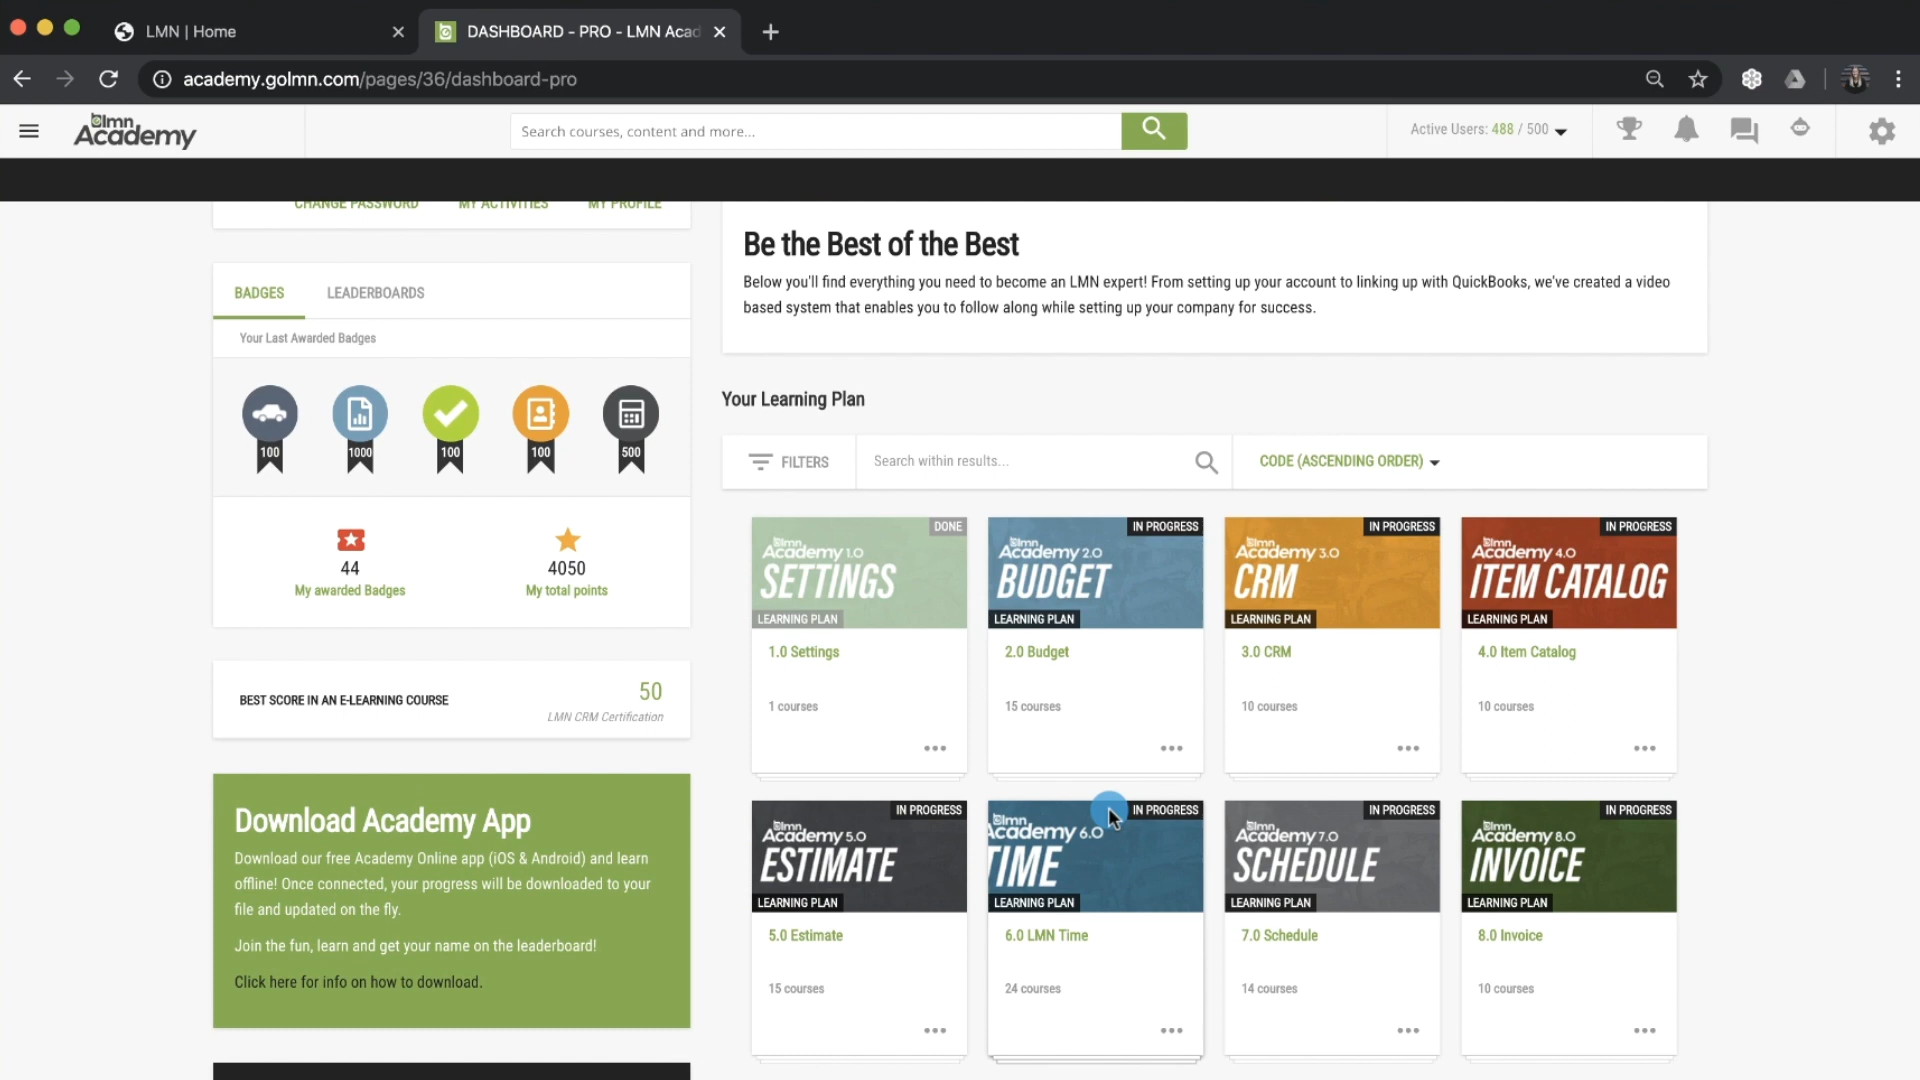 LMN | Home
DASHBOARD - PRO - LMN Acad
academy.golmn.com/pages/36/dashboard-pro
lmn
Academy
Search courses, content and more...
Active Users: 488 / 500
CHANGE PASSWORD
MY ACTIVITIES
MY PROFILE
BADGES
LEADERBOARDS
Your Last Awarded Badges
100
1000
100
100
500
44
My awarded Badges
4050
My total points
BEST SCORE IN AN E-LEARNING COURSE
50
LMN CRM Certification
Download Academy App
Download our free Academy Online app (iOS & Android) and learn
offline! Once connected, your progress will be downloaded to your
file and updated on the fly.
Join the fun, learn and get your name on the leaderboard!
Click here for info on how to download.
Be the Best of the Best
Below you'll find everything you need to become an LMN expert! From setting up your account to linking up with QuickBooks, we've created a video
based system that enables you to follow along while setting up your company for success.
Your Learning Plan
FILTERS
Search within results...
CODE (ASCENDING ORDER)
DONE
lmn
Academy 1.0
SETTINGS
LEARNING PLAN
1.0 Settings
1 courses
IN PROGRESS
lmn
Academy 2.0
BUDGET
LEARNING PLAN
2.0 Budget
15 courses
IN PROGRESS
lmn
Academy 3.0
CRM
LEARNING PLAN
3.0 CRM
10 courses
IN PROGRESS
lmn
Academy 4.0
ITEM CATALOG
LEARNING PLAN
4.0 Item Catalog
10 courses
IN PROGRESS
lmn
Academy 5.0
ESTIMATE
LEARNING PLAN
5.0 Estimate
15 courses
IN PROGRESS
lmn
Academy 6.0
TIME
LEARNING PLAN
6.0 LMN Time
24 courses
IN PROGRESS
lmn
Academy 7.0
SCHEDULE
LEARNING PLAN
7.0 Schedule
14 courses
IN PROGRESS
lmn
Academy 8.0
INVOICE
LEARNING PLAN
8.0 Invoice
10 courses